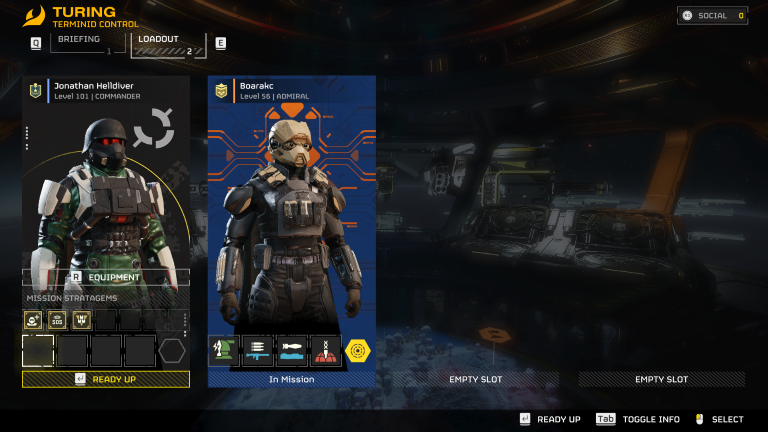 TURING
TERMINID CONTROL
SOCIAL 0
Q
BRIEFING
1
LOADOUT
2
E
Jonathan Helldiver
Level 101 | COMMANDER
Boarakc
Level 56 | ADMIRAL
R EQUIPMENT
MISSION STRATAGEMS
SOS
READY UP
In Mission
EMPTY SLOT
EMPTY SLOT
READY UP
Tab TOGGLE INFO
SELECT